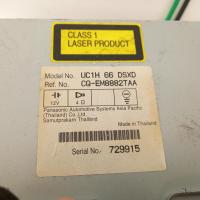 CLASS 1
LASER PRODUCT
Model No. UC1H 66 DSXD
Ref. No. CQ-EM8882TAA
12V 4 Ω
Panasonic Automotive Systems Asia Pacific
(Thailand) Co.Ltd.
Samutprakarn Thailand
Made in Thailand
Serial No. 729915